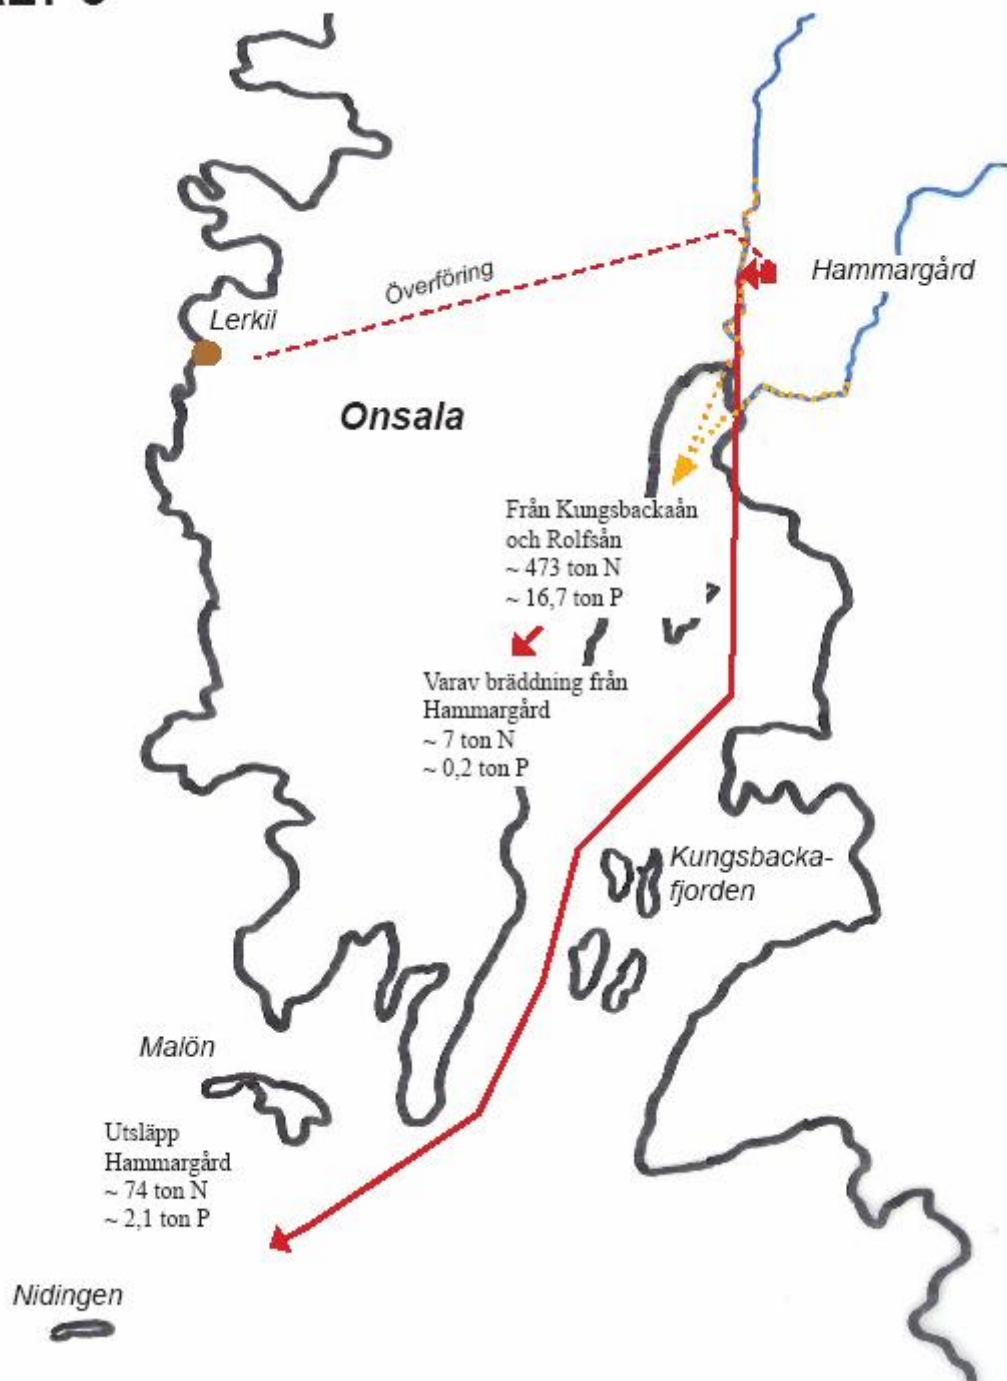 Hammargård
Överföring
Lerkil
Onsala
Från Kungsbackaån
och Rolfsån
~ 473 ton N
~ 16,7 ton P
Varav bräddning från
Hammargård
~ 7 ton N
~ 0,2 ton P
Kungsbacka-
fjorden
Malön
Utsläpp
Hammargård
~ 74 ton N
~ 2,1 ton P
Nidingen